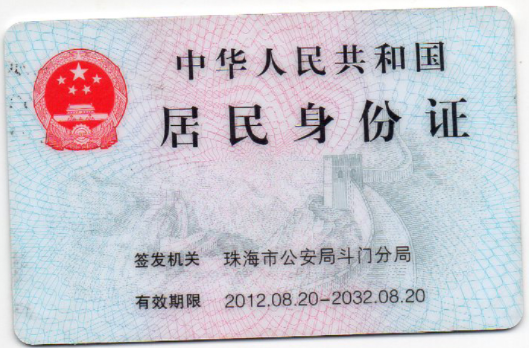 中华人民共和国
居民身份证
签发机关 珠海市公安局斗门分局
有效期限 2012.08.20-2032.08.20